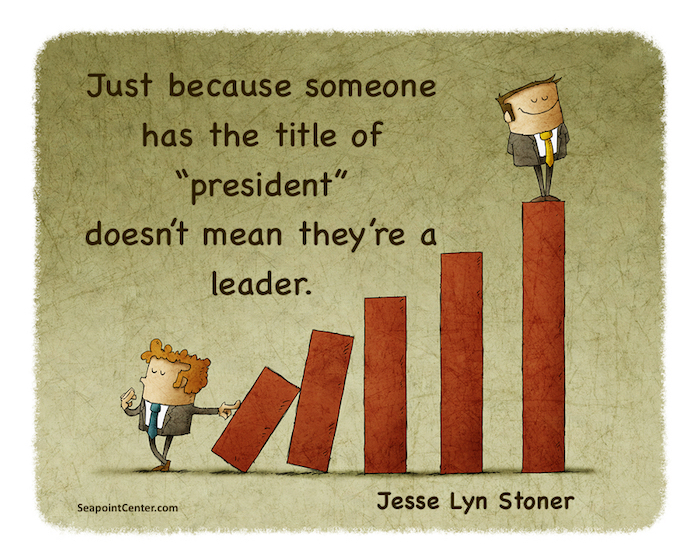 Just because someone
has the title of
“president”
doesn’t mean they’re a
leader.
Jesse Lyn Stoner
SeapointCenter.com